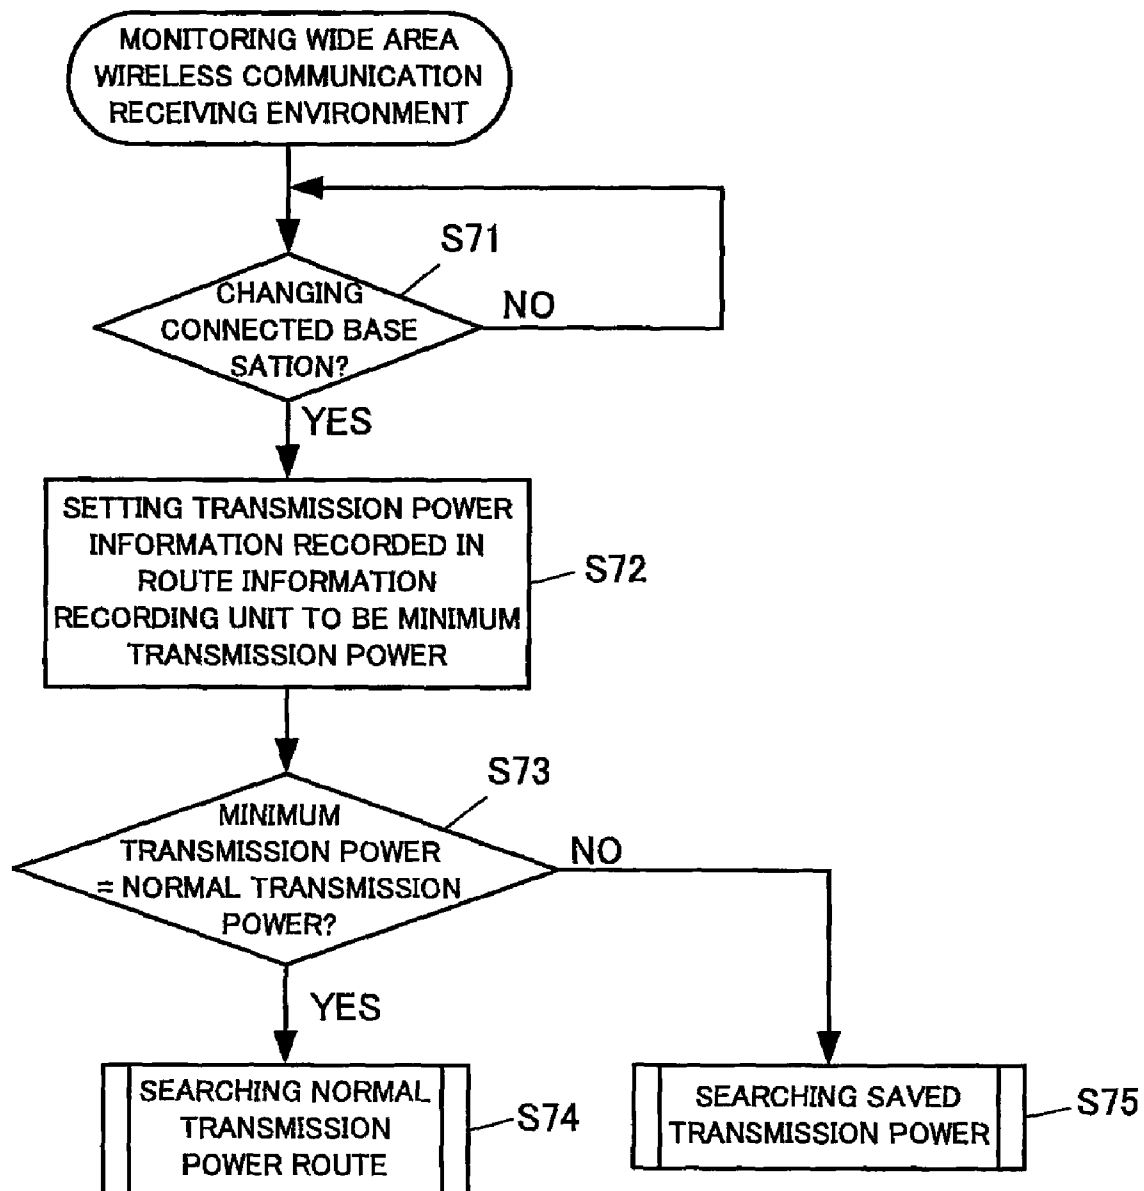 MONITORING WIDE AREA
WIRELESS COMMUNICATION
RECEIVING ENVIRONMENT
S71
CHANGING
CONNECTED BASE
SATION?
NO
YES
SETTING TRANSMISSION POWER
INFORMATION RECORDED IN
ROUTE INFORMATION
RECORDING UNIT TO BE MINIMUM
TRANSMISSION POWER
S72
S73
MINIMUM
TRANSMISSION POWER
= NORMAL TRANSMISSION
POWER?
NO
YES
SEARCHING NORMAL
TRANSMISSION
POWER ROUTE
S74
SEARCHING SAVED
TRANSMISSION POWER
S75